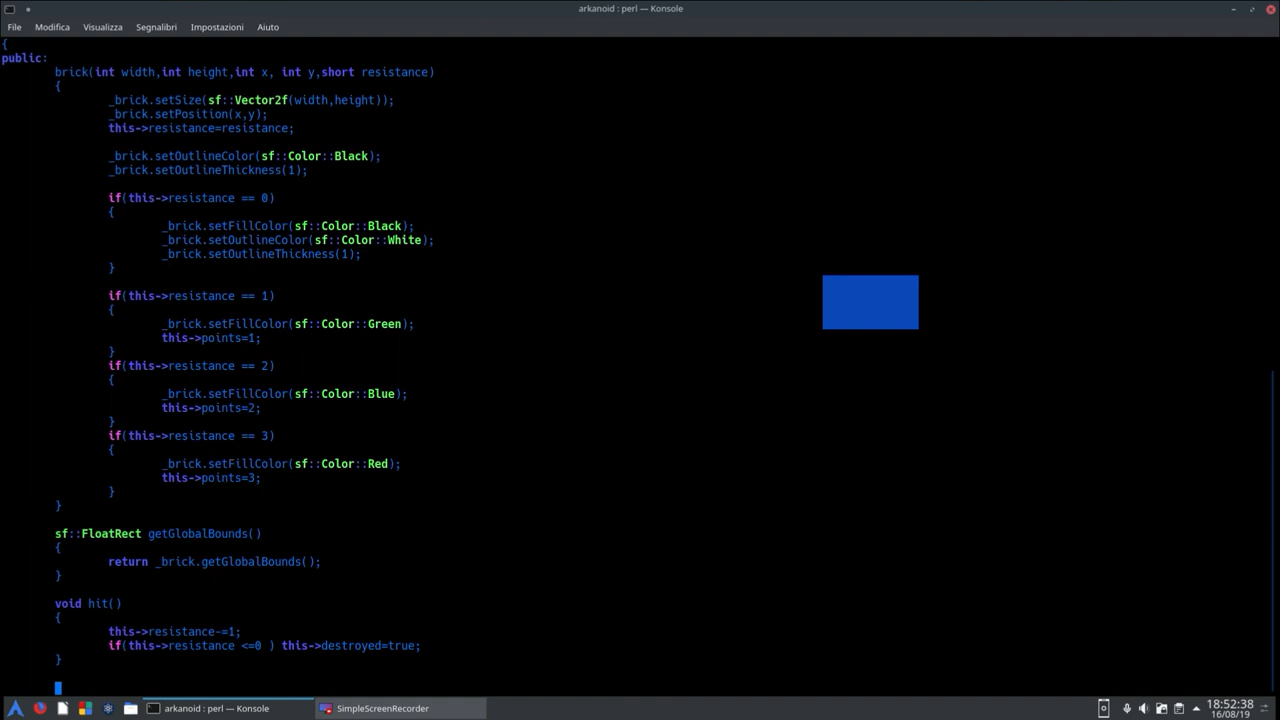 arkanoid : perl — Konsole
File Modifica Visualizza Segnalibri Impostazioni Aiuto
{
public:
brick(int width,int height,int x, int y,short resistance)
{
_brick.setSize(sf::Vector2f(width,height));
_brick.setPosition(x,y);
this->resistance=resistance;
_brick.setOutlineColor(sf::Color::Black);
_brick.setOutlineThickness(1);
if(this->resistance == 0)
{
_brick.setFillColor(sf::Color::Black);
_brick.setOutlineColor(sf::Color::White);
_brick.setOutlineThickness(1);
}
if(this->resistance == 1)
{
_brick.setFillColor(sf::Color::Green);
this->points=1;
}
if(this->resistance == 2)
{
_brick.setFillColor(sf::Color::Blue);
this->points=2;
}
if(this->resistance == 3)
{
_brick.setFillColor(sf::Color::Red);
this->points=3;
}
}
sf::FloatRect getGlobalBounds()
{
return _brick.getGlobalBounds();
}
void hit()
{
this->resistance-=1;
if(this->resistance <=0 ) this->destroyed=true;
}
arkanoid : perl — Konsole
SimpleScreenRecorder
18:52:38
16/08/19